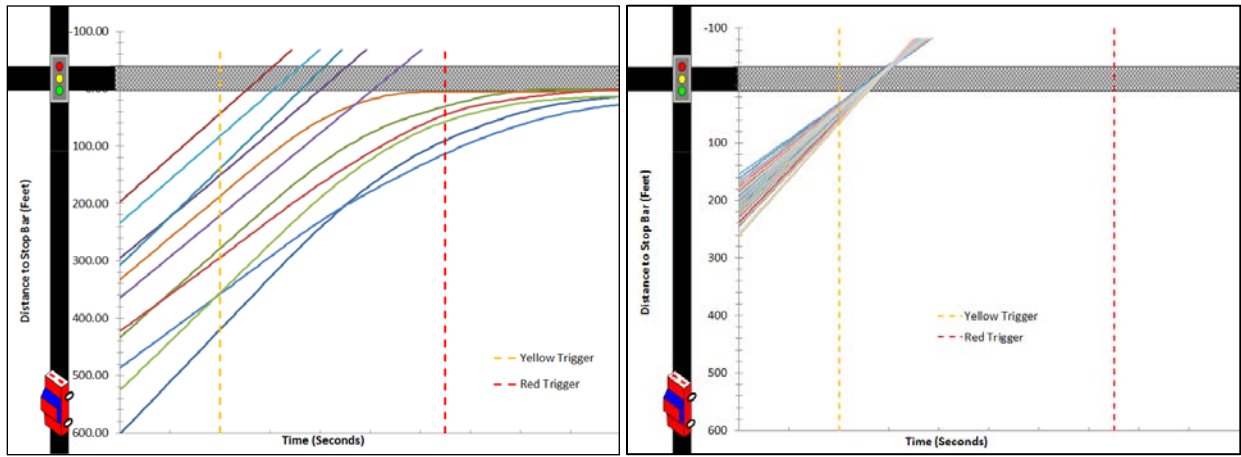 -100.00
0.00
100.00
200.00
300.00
400.00
500.00
600.00
Distance to Stop Bar (Feet)
Time (Seconds)
Yellow Trigger
Red Trigger
-100
100
200
300
400
500
600
Distance to Stop Bar (Feet)
Time (Seconds)
Yellow Trigger
Red Trigger